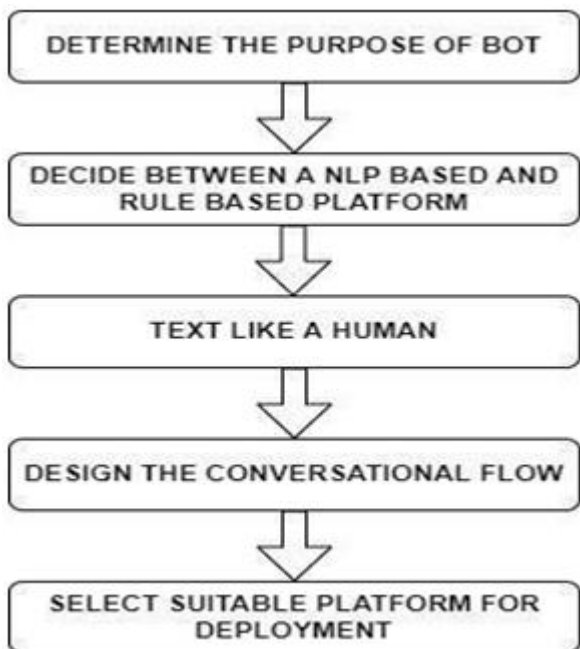 DETERMINE THE PURPOSE OF BOT
DECIDE BETWEEN A NLP BASED AND
RULE BASED PLATFORM
TEXT LIKE A HUMAN
DESIGN THE CONVERSATIONAL FLOW
SELECT SUITABLE PLATFORM FOR
DEPLOYMENT